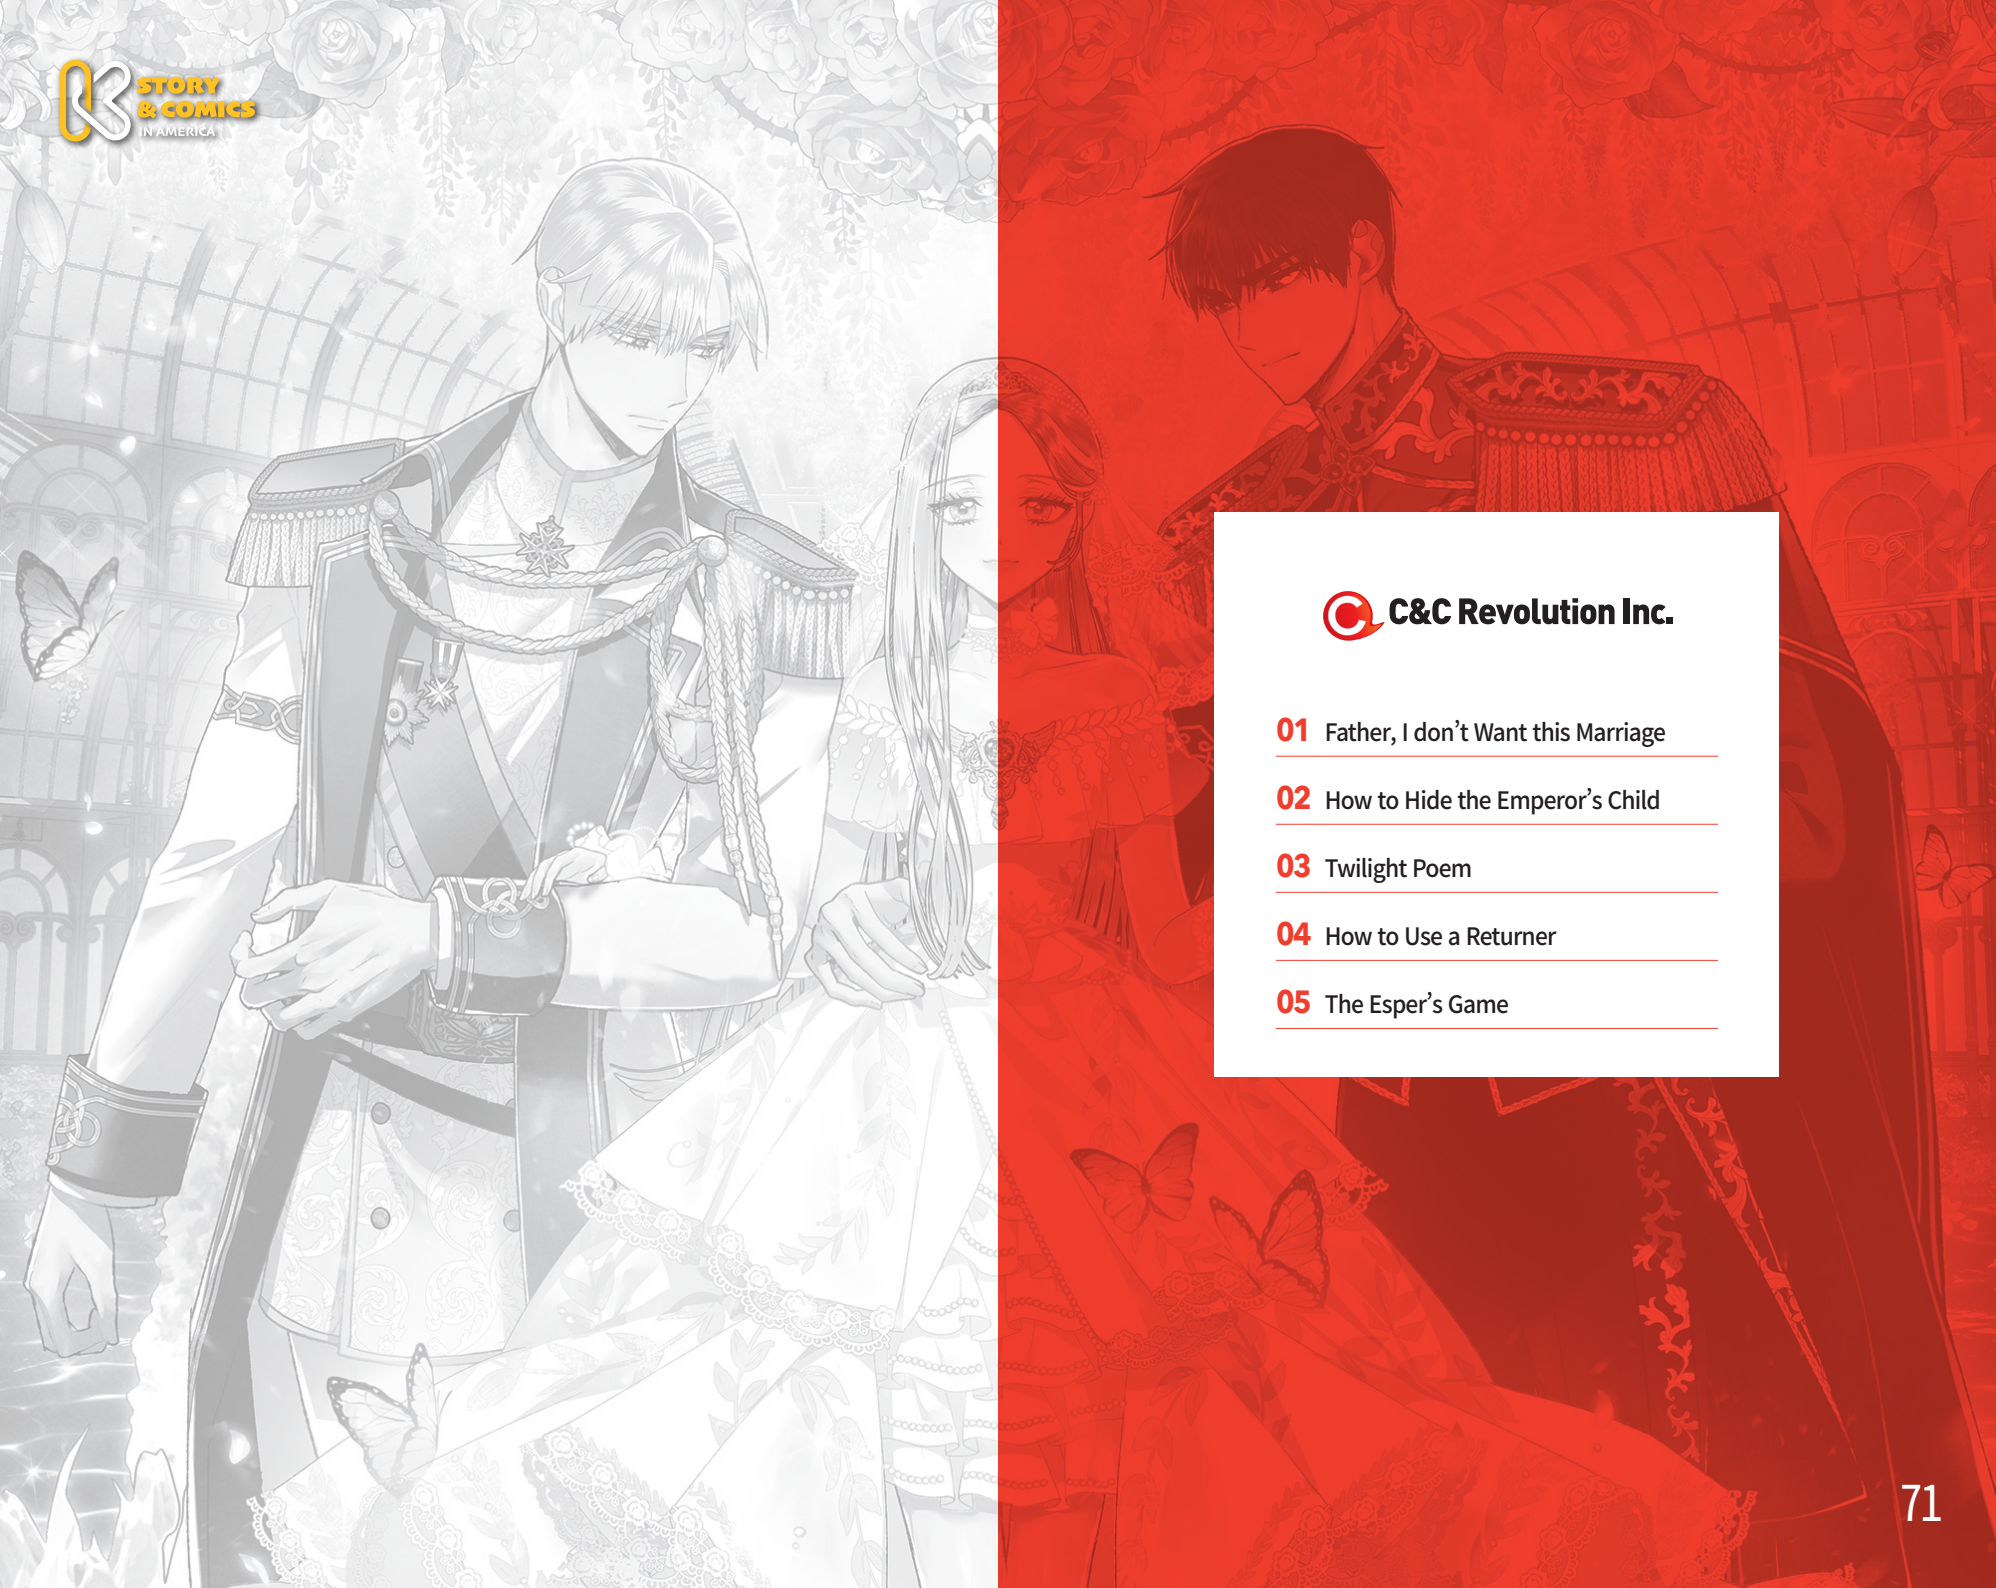 K STORY
& COMICS
IN AMERICA
C&C Revolution Inc.
01 Father, I don’t Want this Marriage
02 How to Hide the Emperor’s Child
03 Twilight Poem
04 How to Use a Returner
05 The Esper’s Game
71